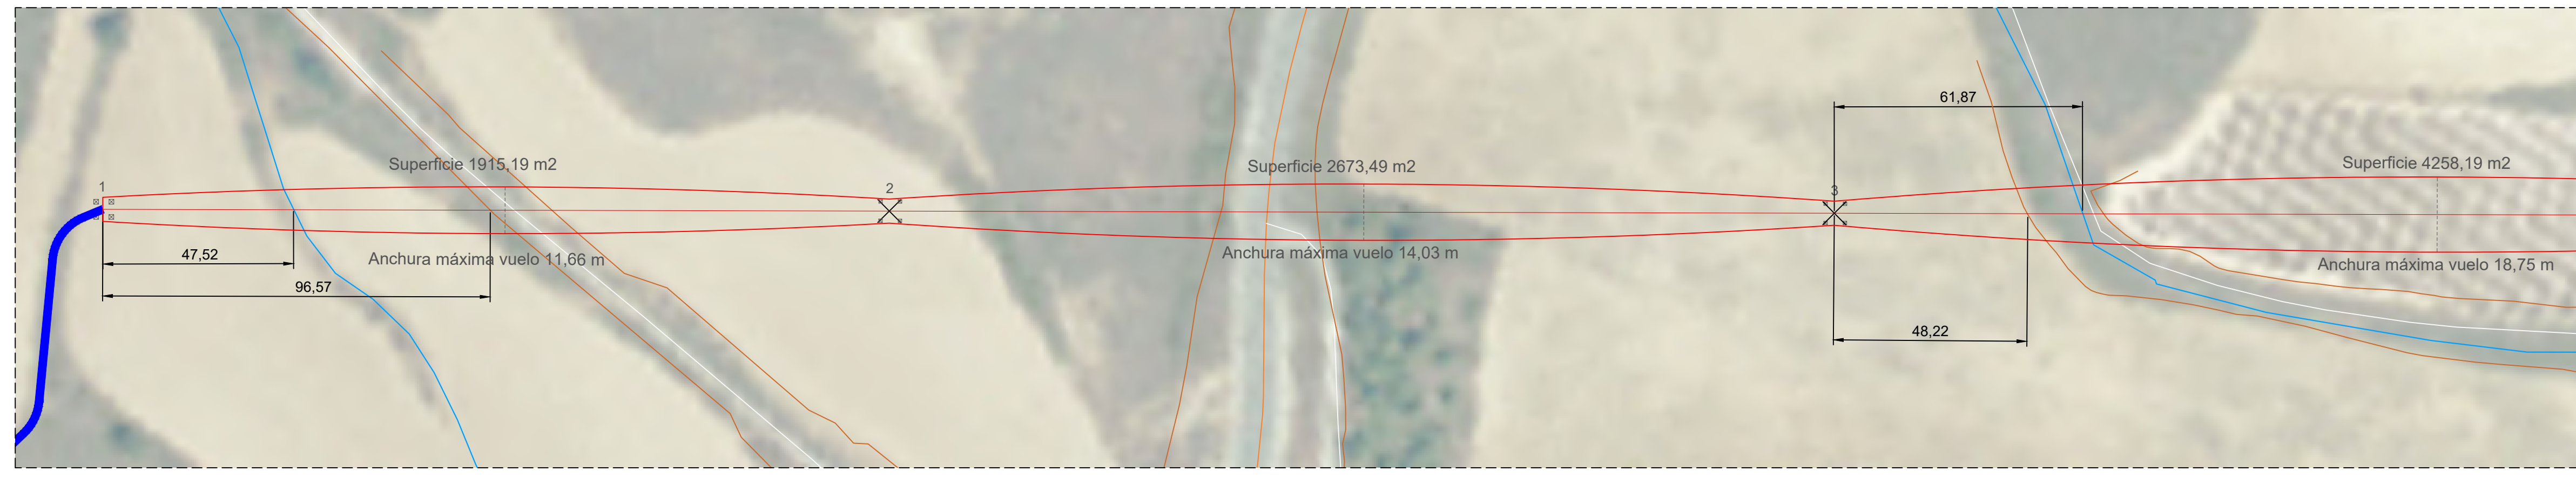 61,87
Superficie 1915,19 m2
Superficie 2673,49 m2
Superficie 4258,19 m2
1
2
3
47,52
Anchura máxima vuelo 11,66 m
Anchura máxima vuelo 14,03 m
Anchura máxima vuelo 18,75 m
96,57
48,22